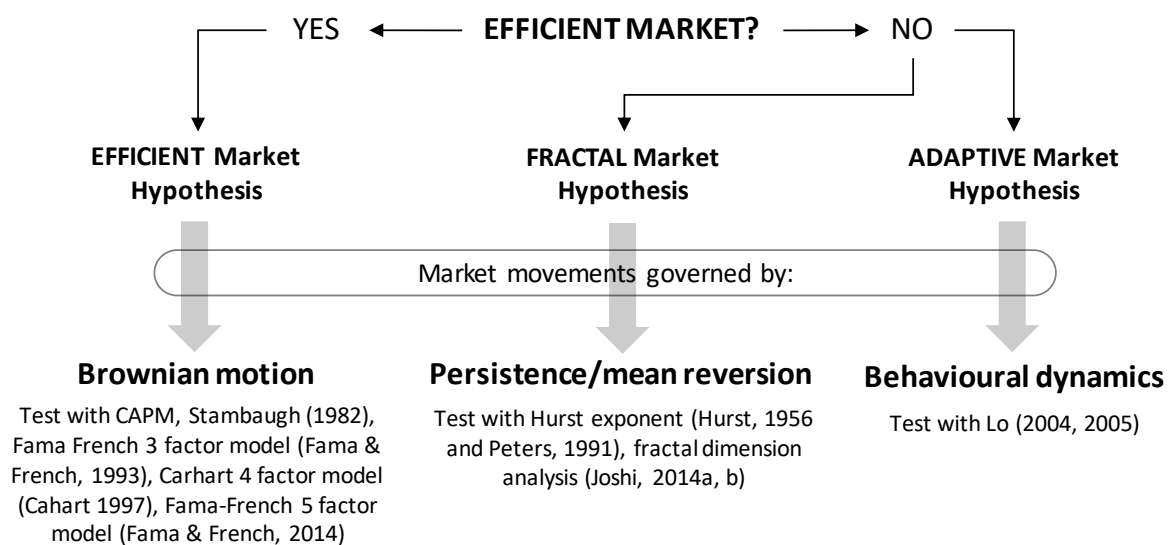 YES EFFICIENT MARKET? NO
EFFICIENT Market
Hypothesis
FRACTAL Market
Hypothesis
ADAPTIVE Market
Hypothesis
Market movements governed by:
Brownian motion
Test with CAPM, Stambaugh (1982),
Fama French 3 factor model (Fama &
French, 1993), Carhart 4 factor model
(Cahart 1997), Fama-French 5 factor
model (Fama & French, 2014)
Persistence/mean reversion
Test with Hurst exponent (Hurst, 1956
and Peters, 1991), fractal dimension
analysis (Joshi, 2014a, b)
Behavioural dynamics
Test with Lo (2004, 2005)